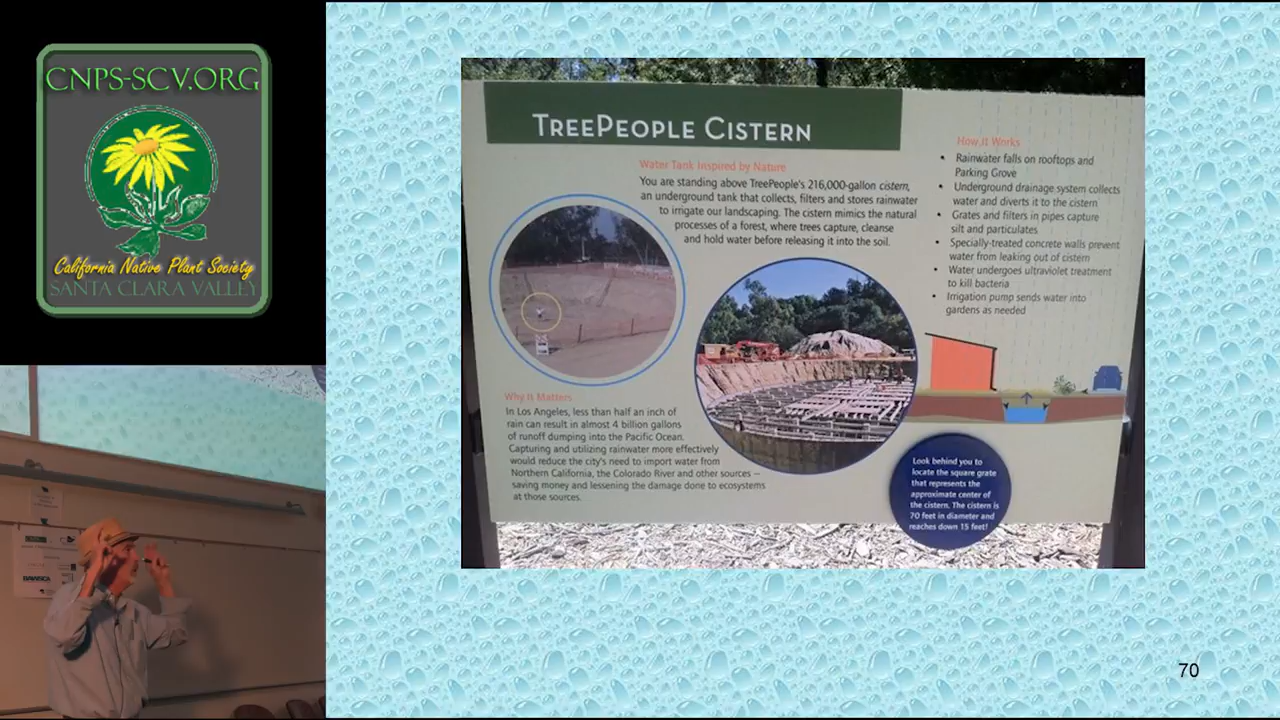 CNPS-SCV.ORG
California Native Plant Society
SANTA CLARA VALLEY
BAWSCA
TREEPEOPLE CISTERN
Water Tank Inspired by Nature
You are standing above TreePeople's 216,000-gallon cistern,
an underground tank that collects, filters and stores rainwater
to irrigate our landscaping. The cistern mimics the natural
processes of a forest, where trees capture, cleanse
and hold water before releasing it into the soil.
Why It Matters
In Los Angeles, less than half an inch of
rain can result in almost 4 billion gallons
of runoff dumping into the Pacific Ocean.
Capturing and utilizing rainwater more effectively
would reduce the city's need to import water from
Northern California, the Colorado River and other sources —
saving money and lessening the damage done to ecosystems
at those sources.
How It Works
• Rainwater falls on rooftops and
Parking Grove
• Underground drainage system collects
water and diverts it to the cistern
• Grates and filters in pipes capture
silt and particulates
• Specially-treated concrete walls prevent
water from leaking out of cistern
• Water undergoes ultraviolet treatment
to kill bacteria
• Irrigation pump sends water into
gardens as needed
Look behind you to
locate the square grate
that represents the
approximate center of
the cistern. The cistern is
70 feet in diameter and
reaches down 15 feet!
70